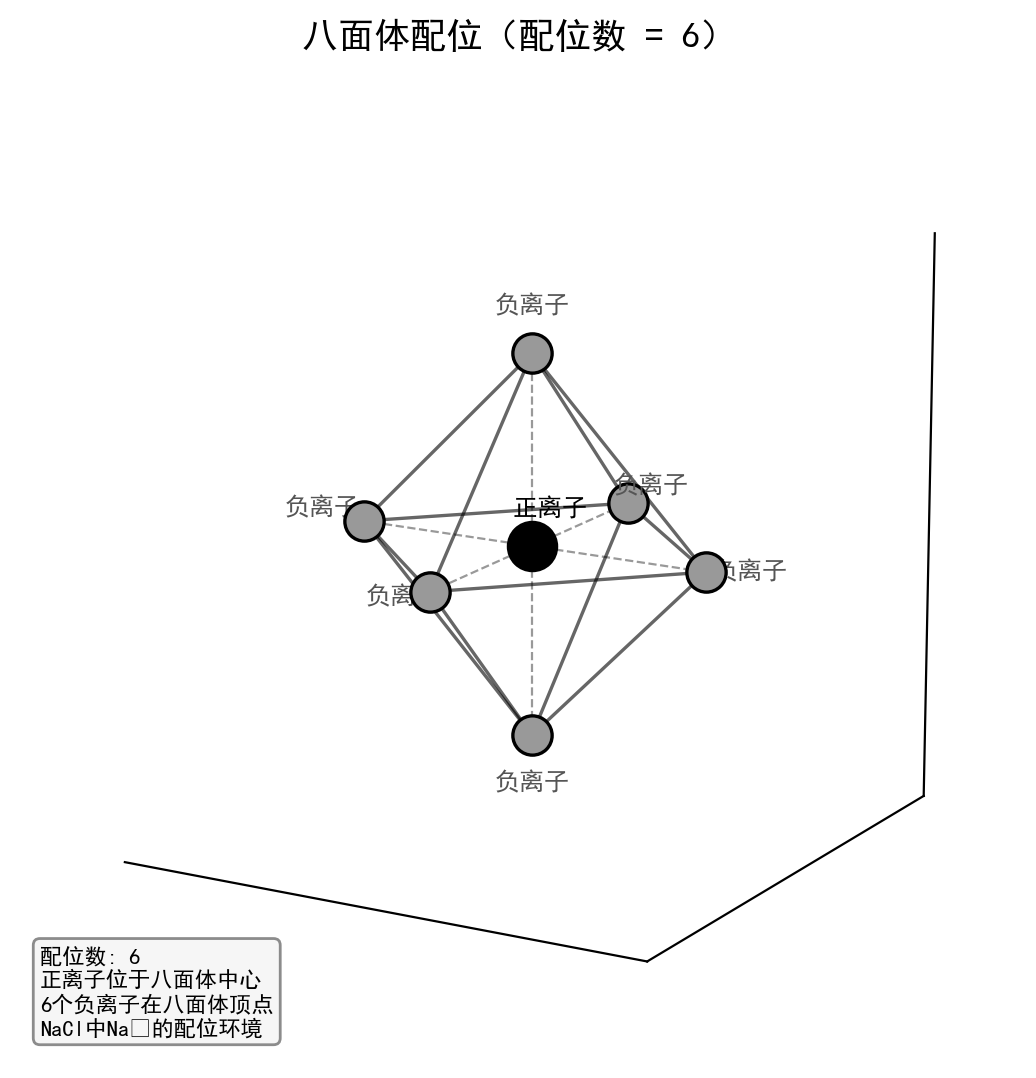 八面体配位（配位数 = 6）
负离子
负离子
负离子
正离子
负离子
负离子
负离子
配位数: 6
正离子位于八面体中心
6个负离子在八面体顶点
NaCl中Na□的配位环境